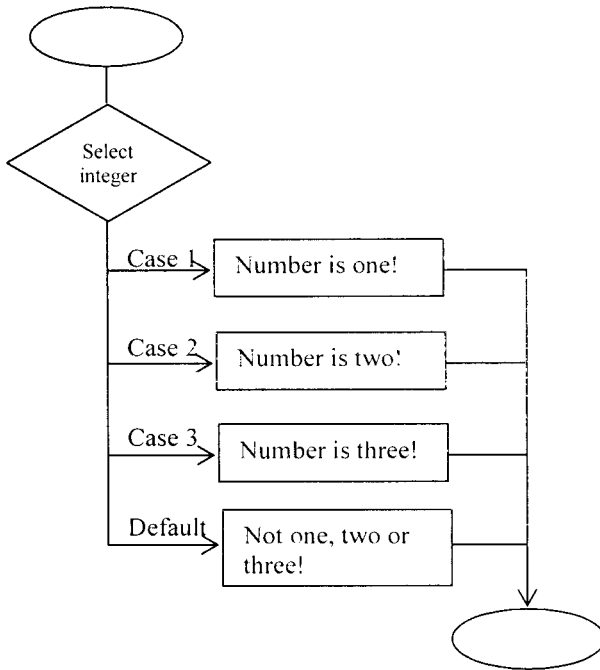 Select
integer
Case 1
Number is one!
Case 2
Number is two!
Case 3
Number is three!
Default
Not one, two or
three!